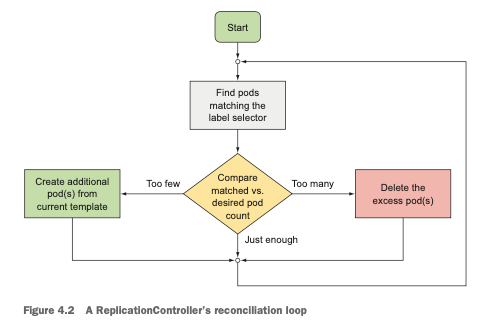 Start
Find pods
matching the
label selector
Create additional
pod(s) from
current template
Too few
Compare
matched vs.
desired pod
count
Too many
Delete the
excess pod(s)
Just enough
Figure 4.2 A ReplicationController's reconciliation loop